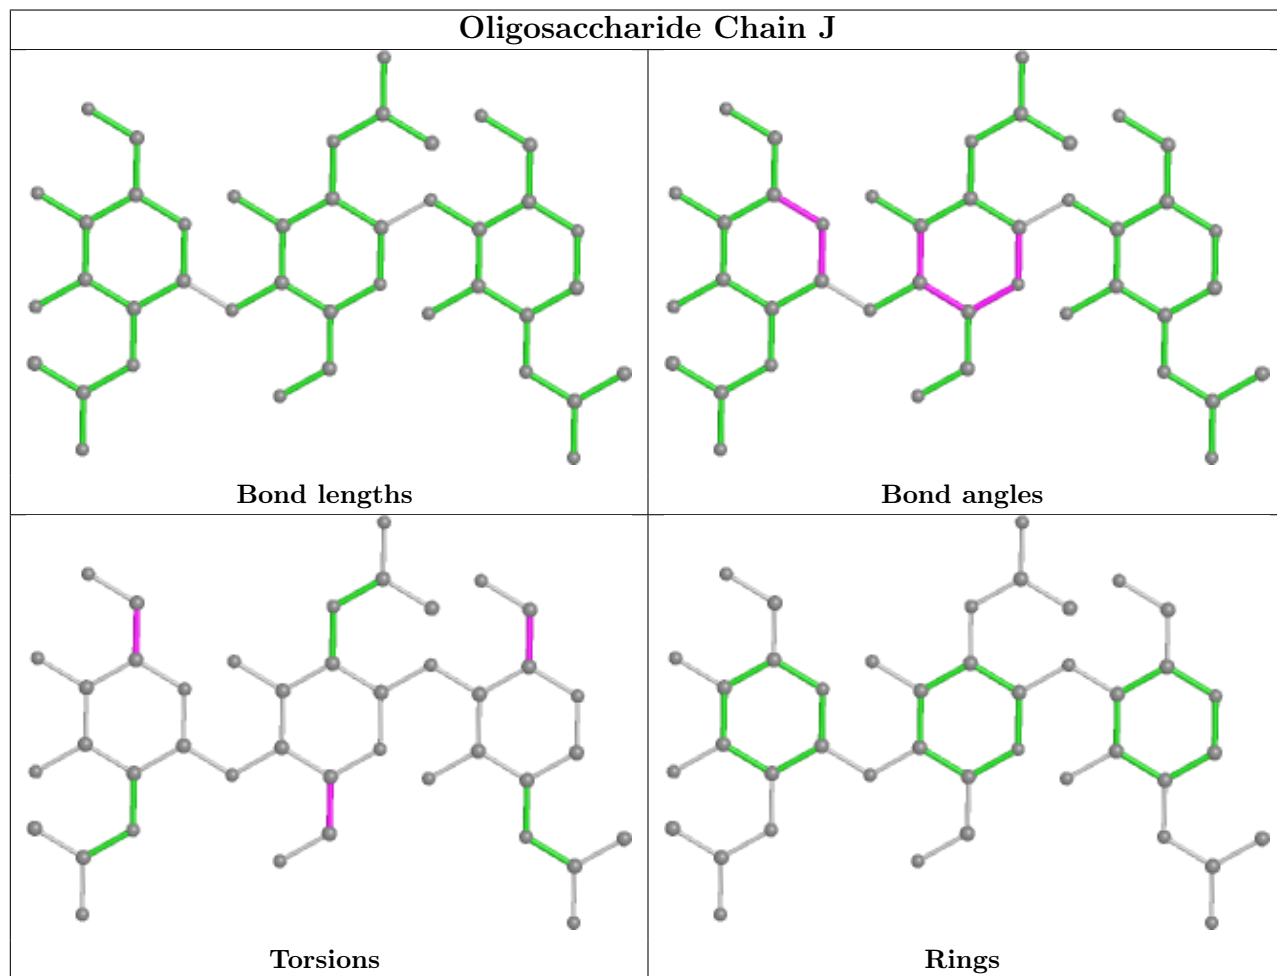 Oligosaccharide Chain J
Bond lengths
Bond angles
Torsions
Rings